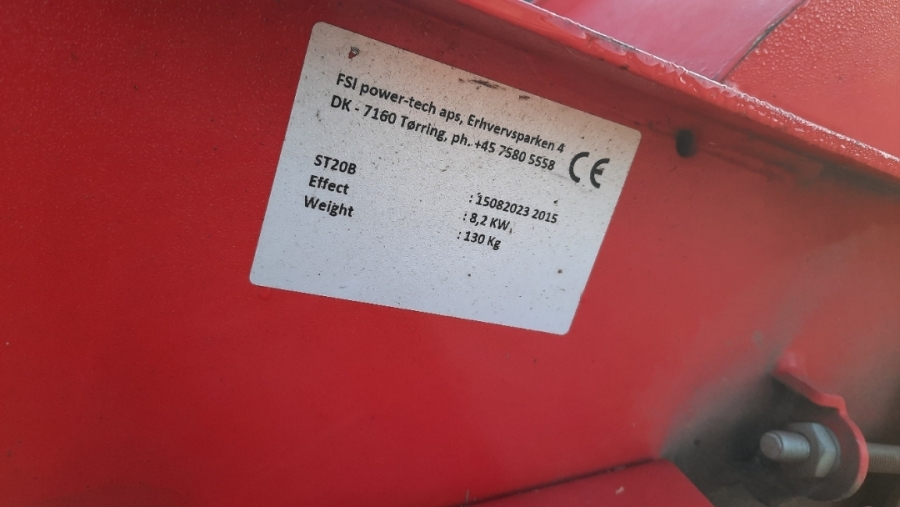 FSI power-tech aps, Erhvervsparken 4
DK - 7160 Tørring, ph. +45 7580 5558
CE
ST20B : 15082023 2015
Effect : 8,2 KW
Weight : 130 Kg